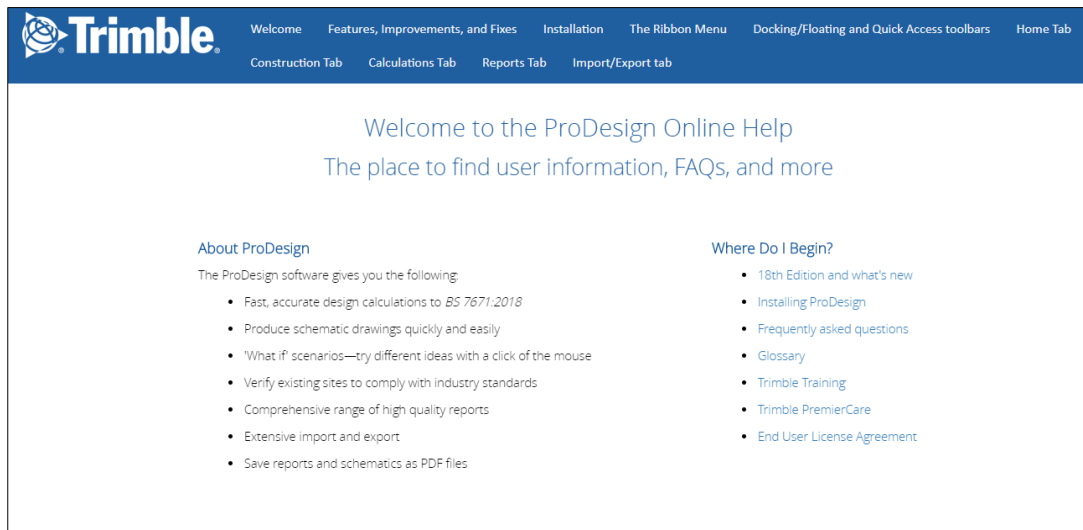 Trimble.
Welcome Features, Improvements, and Fixes Installation The Ribbon Menu Docking/Floating and Quick Access toolbars Home Tab
Construction Tab Calculations Tab Reports Tab Import/Export tab
Welcome to the ProDesign Online Help
The place to find user information, FAQs, and more
About ProDesign
The ProDesign software gives you the following:
• Fast, accurate design calculations to BS 7671:2018
• Produce schematic drawings quickly and easily
• 'What if' scenarios—try different ideas with a click of the mouse
• Verify existing sites to comply with industry standards
• Comprehensive range of high quality reports
• Extensive import and export
• Save reports and schematics as PDF files
Where Do I Begin?
• 18th Edition and what's new
• Installing ProDesign
• Frequently asked questions
• Glossary
• Trimble Training
• Trimble PremierCare
• End User License Agreement